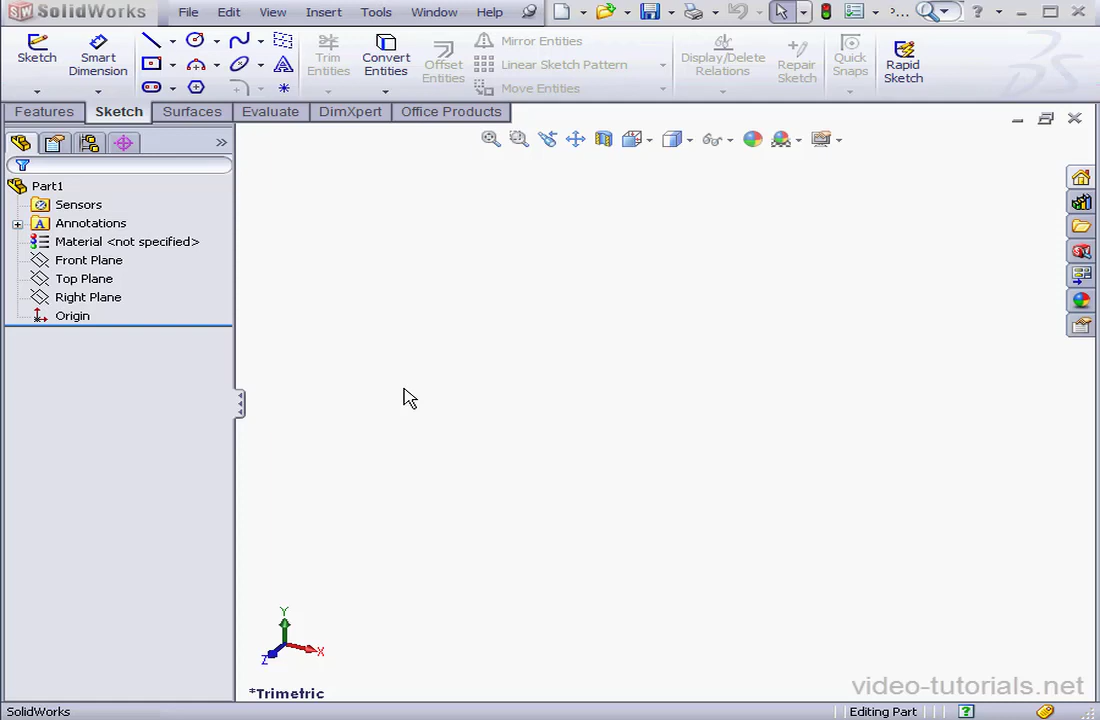 SW SolidWorks File Edit View Insert Tools Window Help
Sketch Smart Dimension Trim Entities Convert Entities Offset Entities Mirror Entities Linear Sketch Pattern Move Entities Display/Delete Relations Repair Sketch Quick Snaps Rapid Sketch
Features Sketch Surfaces Evaluate DimXpert Office Products
Part1
Sensors
Annotations
Material <not specified>
Front Plane
Top Plane
Right Plane
Origin
Y
X
Z
*Trimetric
video-tutorials.net
SolidWorks Editing Part